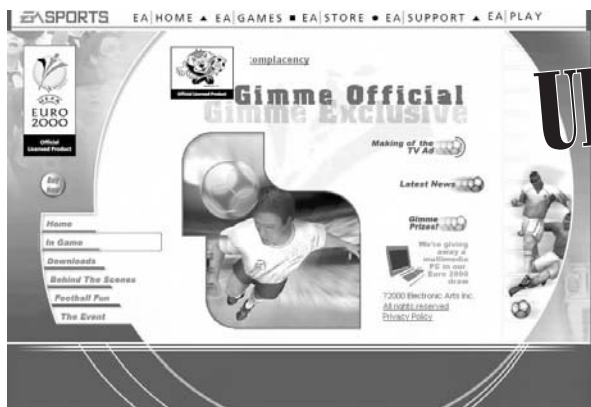 EA SPORTS
EA|HOME ▲ EA|GAMES ■ EA|STORE ● EA|SUPPORT ▲ EA|PLAY
UEFA
EURO
2000
Official
Licensed Product
Official Licensed Product
:omplacency
Gimme Official
Gimme Exclusive
Making of the
TV Ad
Latest News
Gimme
Prizes!
We're giving
away a
multimedia
PC in our
Euro 2000
draw
?2000 Electronic Arts Inc.
All rights reserved
Privacy Policy
Buy
Now!
Home
In Game
Downloads
Behind The Scenes
Football Fun
The Event